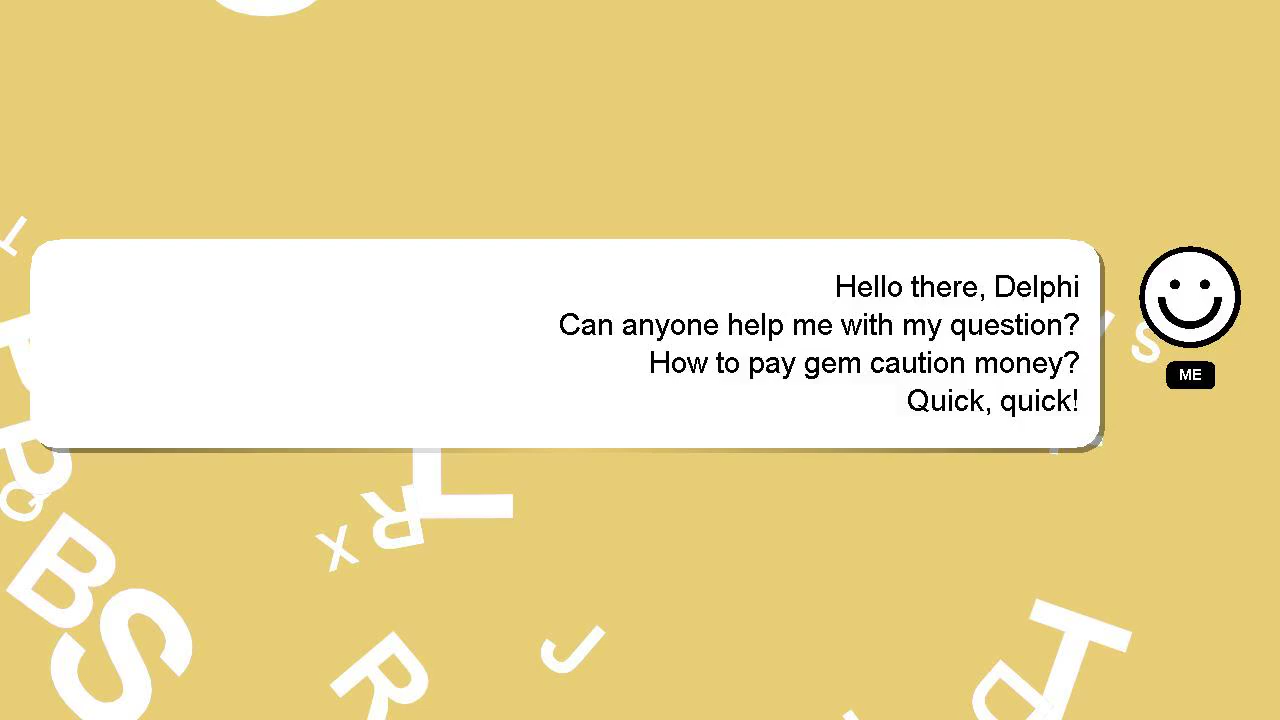 Hello there, Delphi
Can anyone help me with my question?
How to pay gem caution money?
Quick, quick!
ME